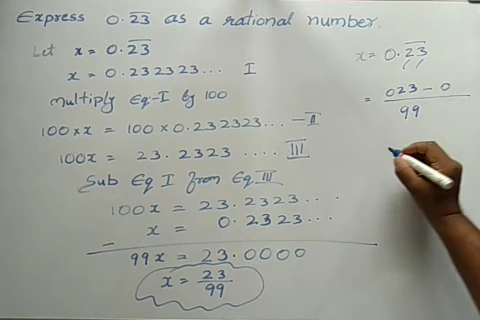 Express 0.2̅3̅ as a rational number.
Let x = 0.2̅3̅
x = 0.232323... I
multiply Eq-I by 100
100 × x = 100 × 0.232323... — II
100x = 23.2323 .... III
Sub Eq I from Eq III
100x = 23.2323...
x = 0.2323...
–
99x = 23.0000
x = 23/99
x = 0.2̅3̅
= 023 - 0
99